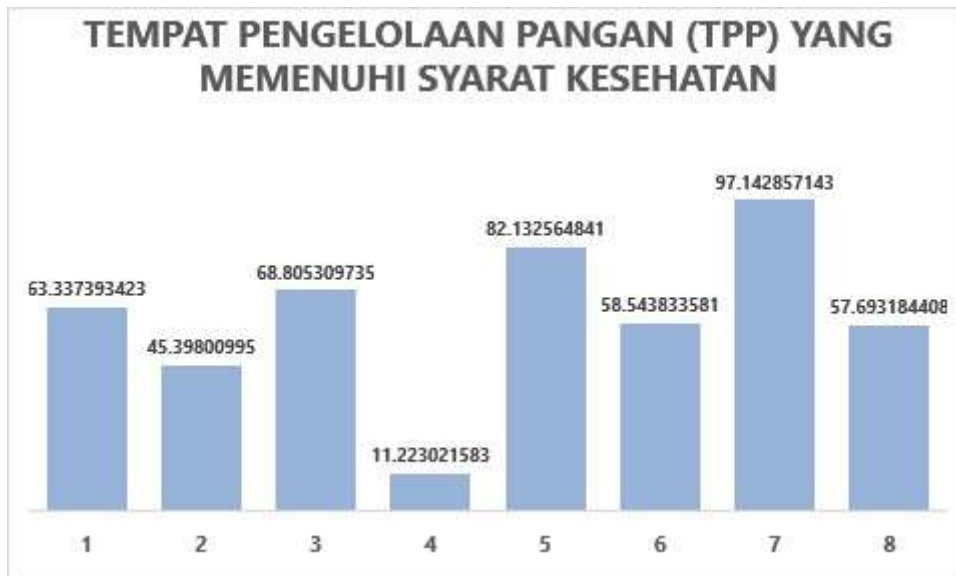 TEMPAT PENGELOLAAN PANGAN (TPP) YANG
MEMENUHI SYARAT KESEHATAN
63.337393423
45.39800995
68.805309735
11.223021583
82.132564841
58.543833581
97.142857143
57.693184408
1 2 3 4 5 6 7 8